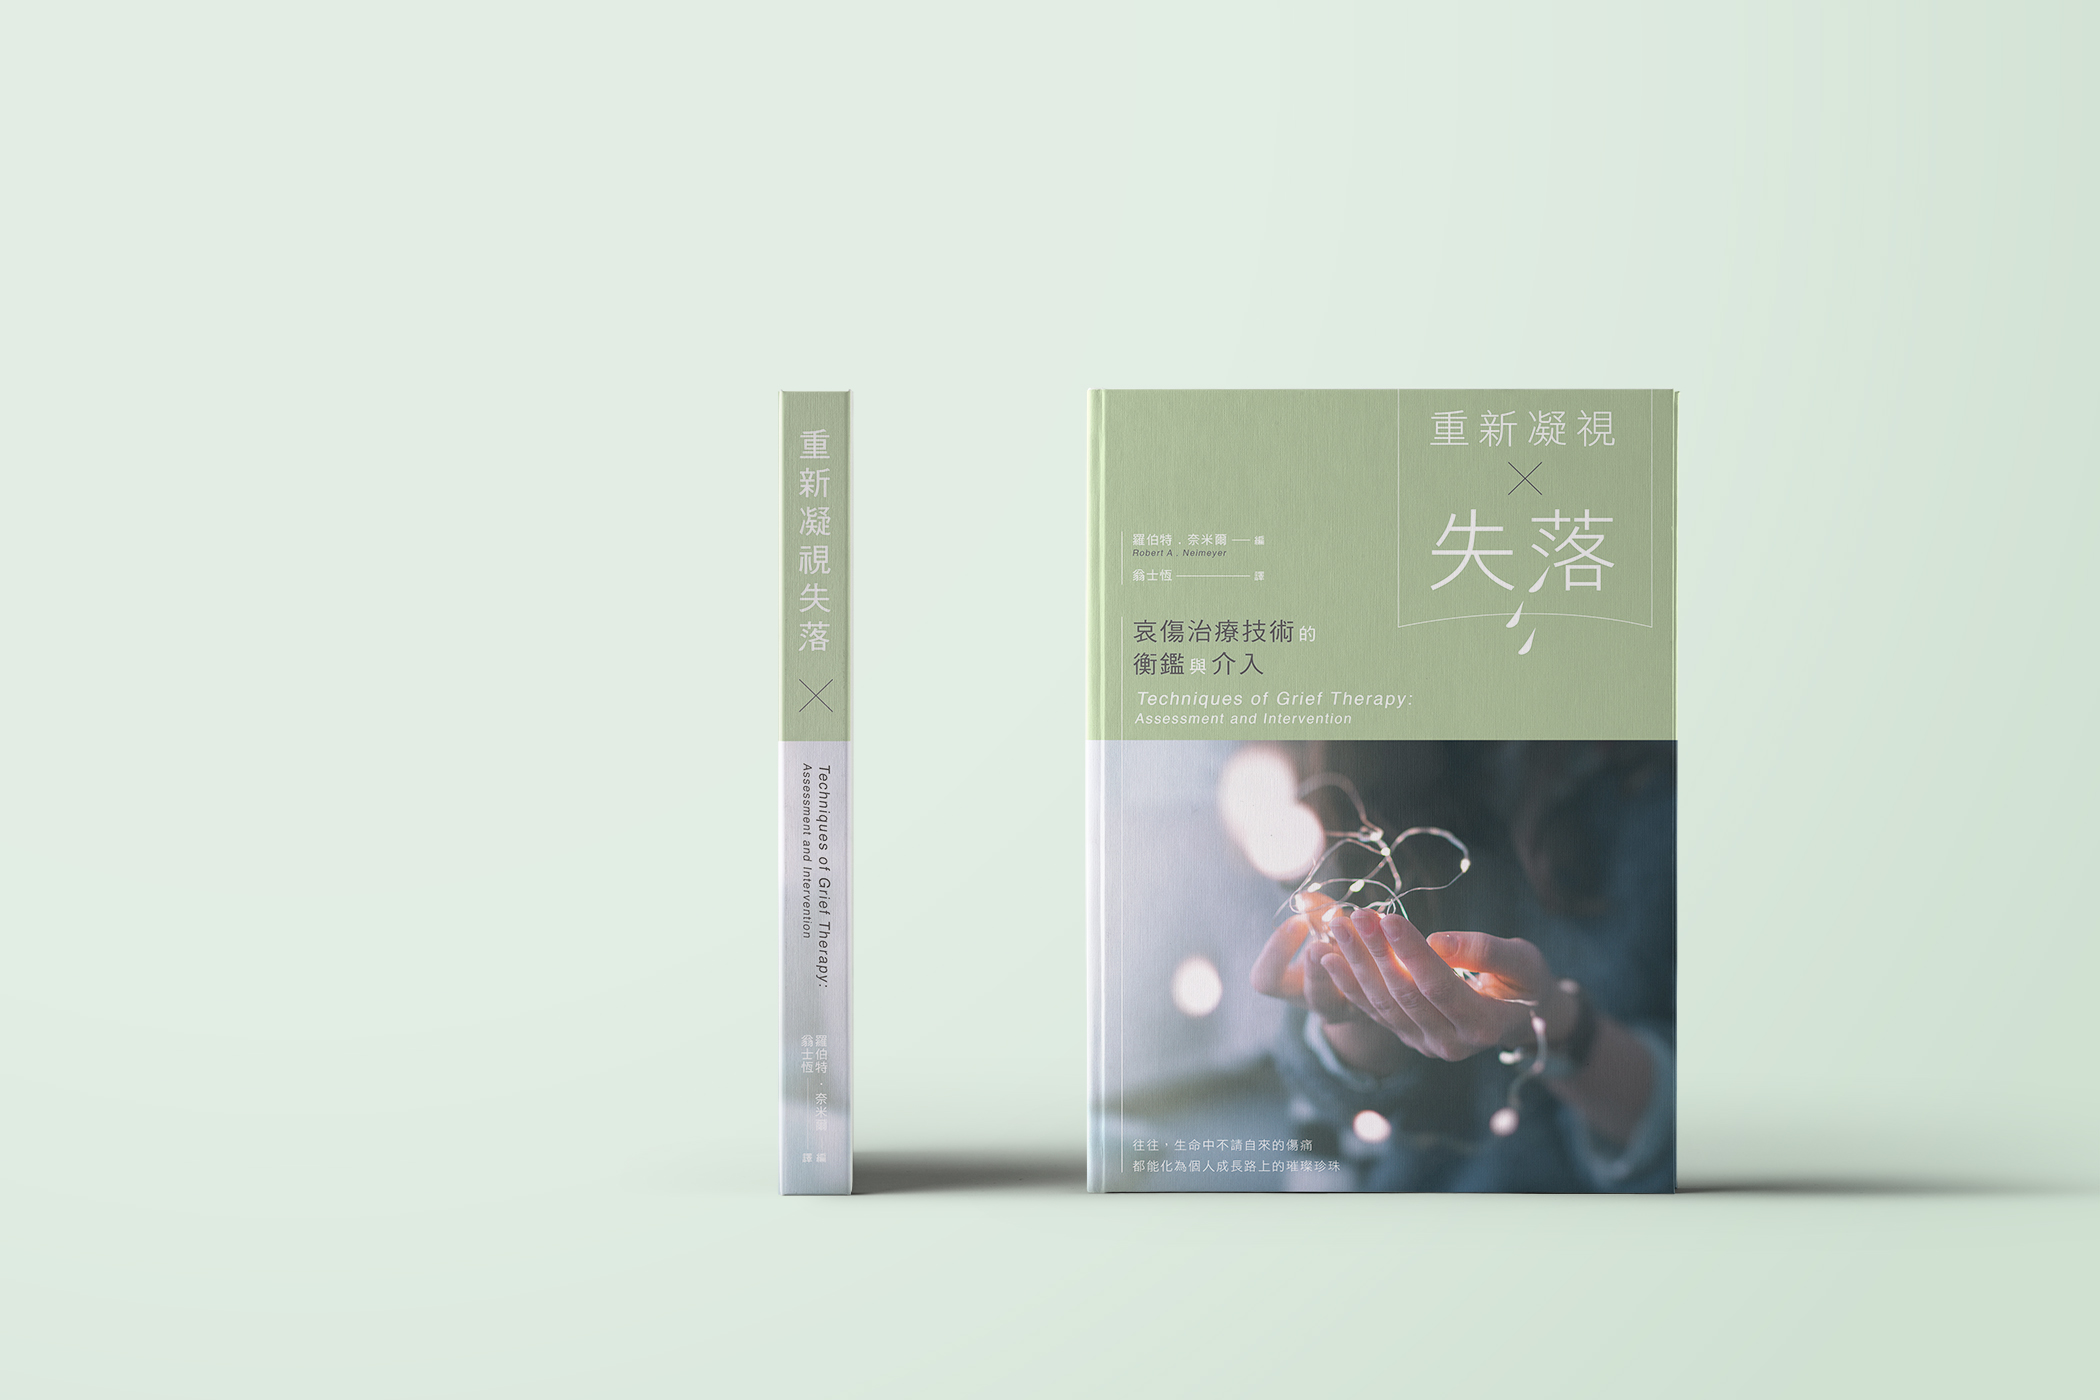 重新凝視失落
Techniques of Grief Therapy:
Assessment and Intervention
羅伯特．奈米爾 編
翁士恆 譯
重新凝視
失落
羅伯特．奈米爾 編
Robert A . Neimeyer
翁士恆 譯
哀傷治療技術的
衡鑑與介入
Techniques of Grief Therapy:
Assessment and Intervention
往往，生命中不請自來的傷痛
都能化為個人成長路上的璀璨珍珠